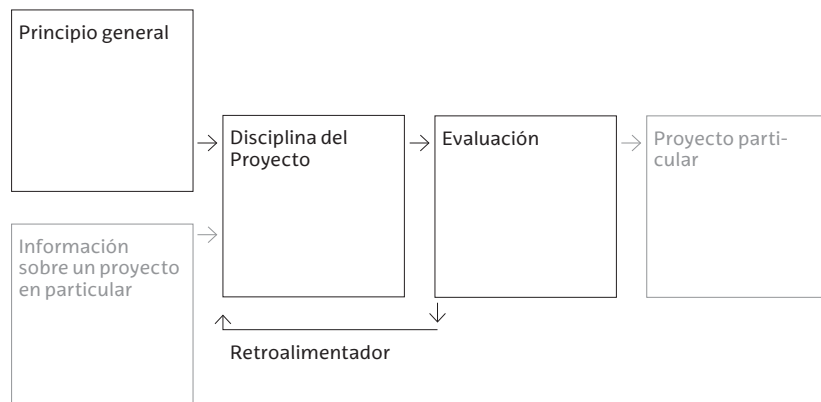 Principio general
Disciplina del
Proyecto
Evaluación
Proyecto parti-
cular
Información
sobre un proyecto
en particular
Retroalimentador